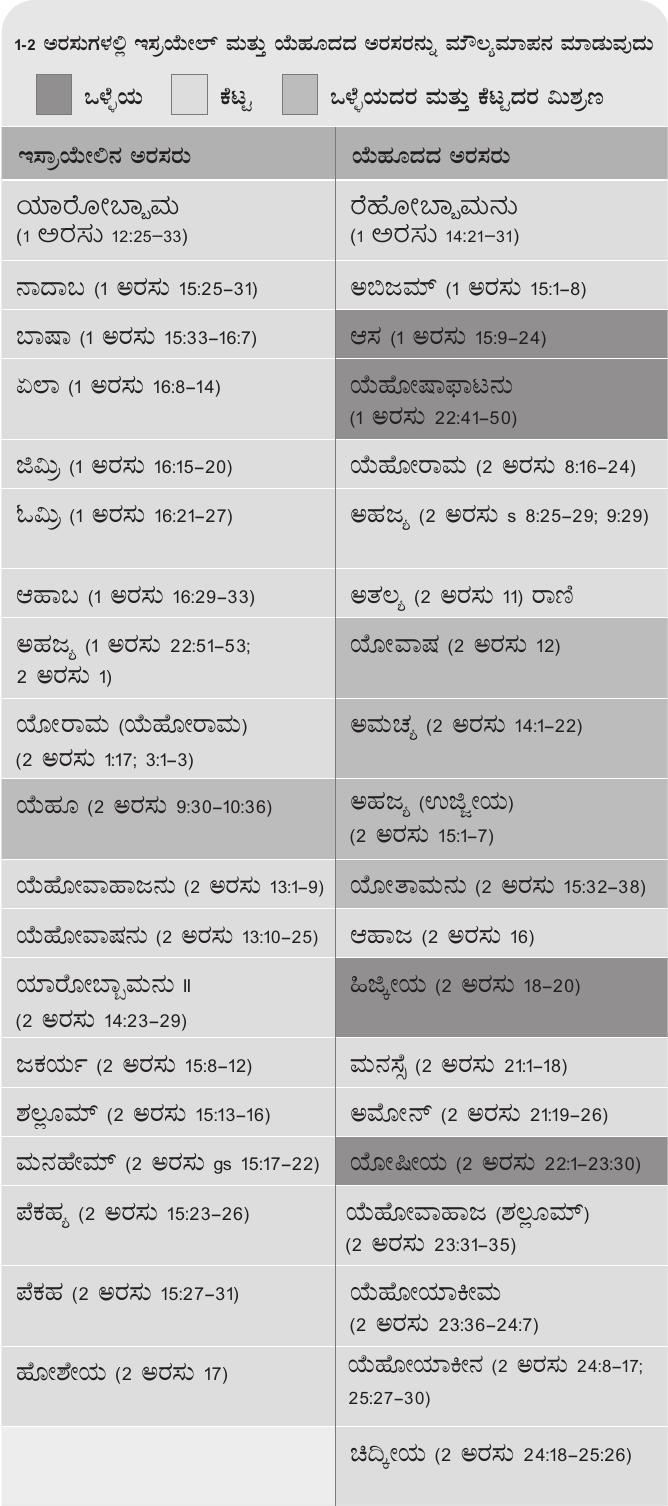 1-2 ಅರಸುಗಳಲ್ಲಿ ಇಸ್ರಯೇಲ್ ಮತ್ತು ಯೆಹೂದದ ಅರಸರನ್ನು ಮೌಲ್ಯಮಾಪನ ಮಾಡುವುದು
ಒಳ್ಳೆಯ ಕೆಟ್ಟ ಒಳ್ಳೆಯದರ ಮತ್ತು ಕೆಟ್ಟದರ ಮಿಶ್ರಣ
ಇಸ್ರಾಯೇಲಿನ ಅರಸರು ಯೆಹೂದದ ಅರಸರು
ಯಾರೋಬ್ಬಾಮ ರೆಹೋಬ್ಬಾಮನು
(1 ಅರಸು 12:25–33) (1 ಅರಸು 14:21–31)
ನಾದಾಬ (1 ಅರಸು 15:25–31) ಅಬಿಜಮ್ (1 ಅರಸು 15:1–8)
ಬಾಷಾ (1 ಅರಸು 15:33–16:7) ಆಸ (1 ಅರಸು 15:9–24)
ಏಲಾ (1 ಅರಸು 16:8–14) ಯೆಹೋಷಾಫಾಟನು
(1 ಅರಸು 22:41–50)
ಜಿಮ್ರಿ (1 ಅರಸು 16:15–20) ಯೆಹೋರಾಮ (2 ಅರಸು 8:16–24)
ಓಮ್ರಿ (1 ಅರಸು 16:21–27) ಅಹಜ್ಯ (2 ಅರಸು s 8:25–29; 9:29)
ಆಹಾಬ (1 ಅರಸು 16:29–33) ಅತಲ್ಯ (2 ಅರಸು 11) ರಾಣಿ
ಅಹಜ್ಯ (1 ಅರಸು 22:51–53; ಯೋವಾಷ (2 ಅರಸು 12)
2 ಅರಸು 1)
ಯೋರಾಮ (ಯೆಹೋರಾಮ) ಅಮಚ್ಯ (2 ಅರಸು 14:1–22)
(2 ಅರಸು 1:17; 3:1–3)
ಯೆಹೂ (2 ಅರಸು 9:30–10:36) ಅಹಜ್ಯ (ಉಜ್ಜೀಯ)
(2 ಅರಸು 15:1–7)
ಯೆಹೋವಾಹಾಜನು (2 ಅರಸು 13:1–9) ಯೋತಾಮನು (2 ಅರಸು 15:32–38)
ಯೆಹೋವಾಷನು (2 ಅರಸು 13:10–25) ಆಹಾಜ (2 ಅರಸು 16)
ಯಾರೋಬ್ಬಾಮನು II ಹಿಜ್ಕೀಯ (2 ಅರಸು 18–20)
(2 ಅರಸು 14:23–29)
ಜಕರ್ಯ (2 ಅರಸು 15:8–12) ಮನಸ್ಸೆ (2 ಅರಸು 21:1–18)
ಶಲ್ಲೂಮ್ (2 ಅರಸು 15:13–16) ಅಮೋನ್ (2 ಅರಸು 21:19–26)
ಮನಹೇಮ್ (2 ಅರಸು gs 15:17–22) ಯೋಷೀಯ (2 ಅರಸು 22:1–23:30)
ಪೆಕಹ್ಯ (2 ಅರಸು 15:23–26) ಯೆಹೋವಾಹಾಜ (ಶಲ್ಲೂಮ್)
(2 ಅರಸು 23:31–35)
ಪೆಕಹ (2 ಅರಸು 15:27–31) ಯೆಹೋಯಾಕೀಮ
(2 ಅರಸು 23:36–24:7)
ಹೋಶೇಯ (2 ಅರಸು 17) ಯೆಹೋಯಾಕೀನ (2 ಅರಸು 24:8–17;
25:27–30)
ಚಿದ್ಕೀಯ (2 ಅರಸು 24:18–25:26)